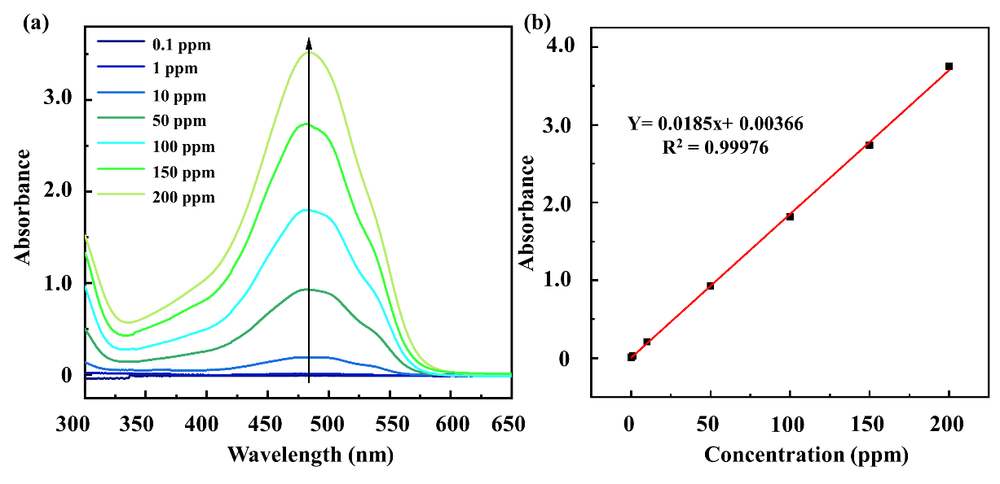 (a)
0.1 ppm
1 ppm
10 ppm
50 ppm
100 ppm
150 ppm
200 ppm
3.0
2.0
1.0
0
Absorbance
300 350 400 450 500 550 600 650
Wavelength (nm)
(b)
4.0
3.0
2.0
1.0
0
Absorbance
Y= 0.0185x+ 0.00366
R² = 0.99976
0 50 100 150 200
Concentration (ppm)